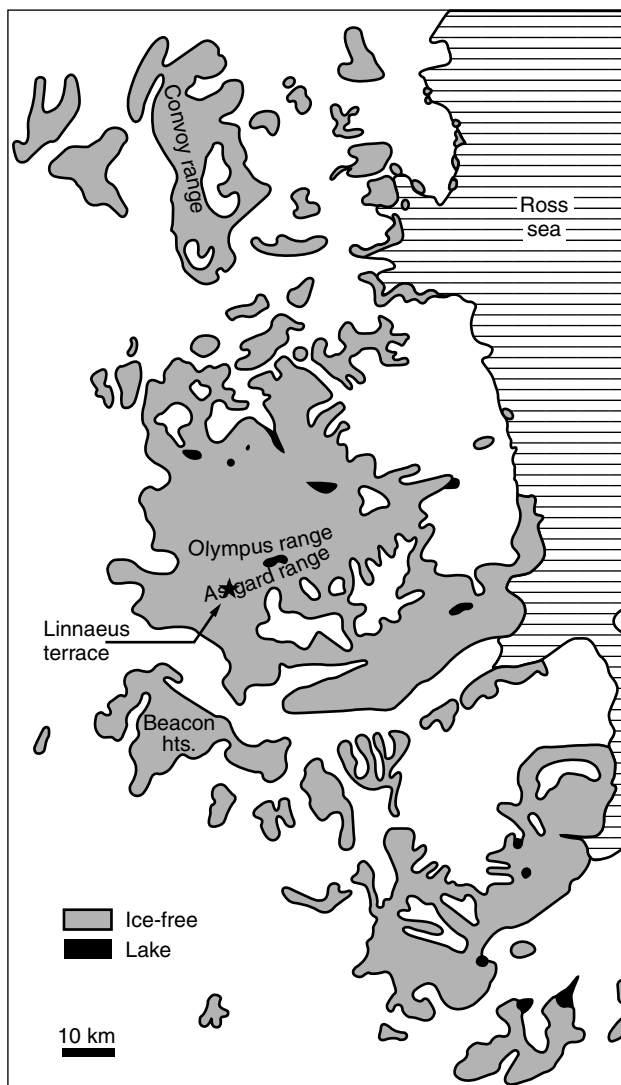 Convoy range
Ross
sea
Olympus range
Asgard range
Linnaeus
terrace
Beacon
hts.
Ice-free
Lake
10 km